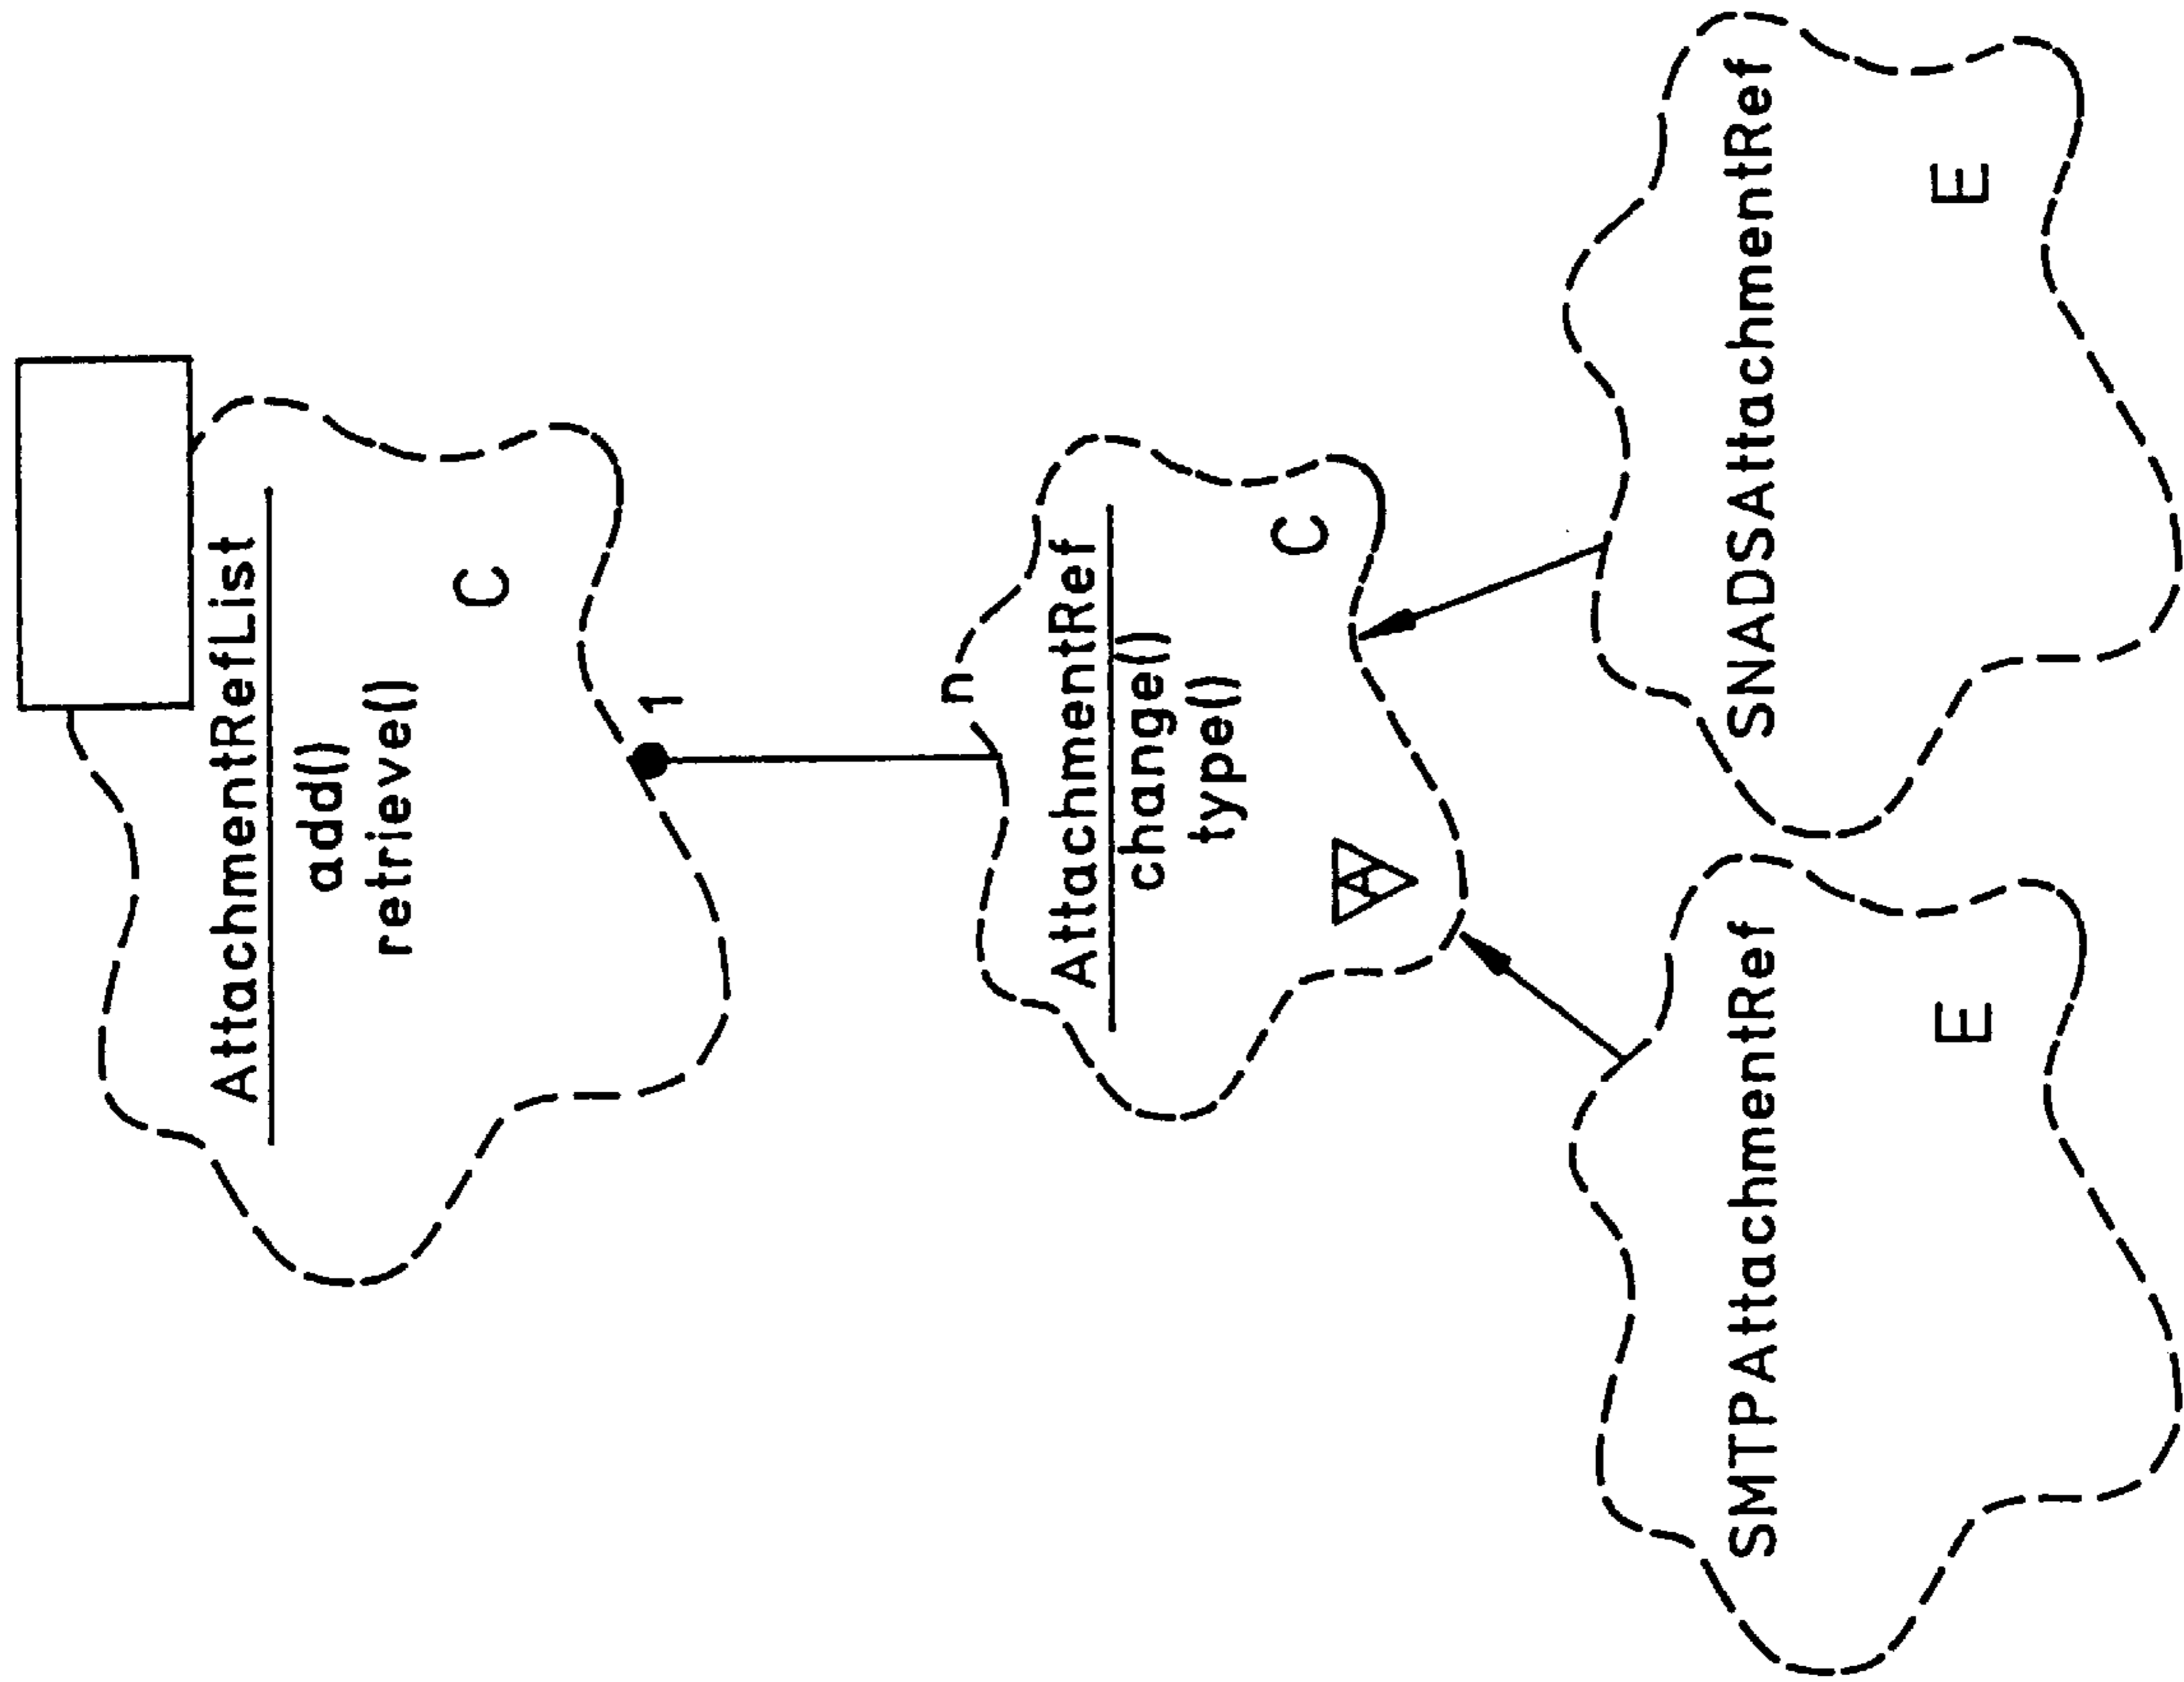 AttachmentRefList
add()
retrieve()
C
1
n
AttachmentRef
change()
type()
C
A
SMTPAttachmentRef
E
SNADSAttachmentRef
E